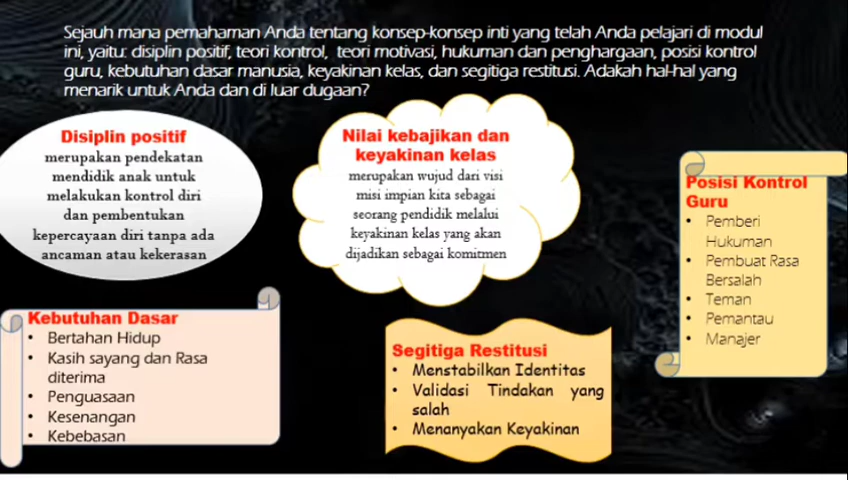 Sejauh mana pemahaman Anda tentang konsep-konsep inti yang telah Anda pelajari di modul
ini, yaitu: disiplin positif, teori kontrol, teori motivasi, hukuman dan penghargaan, posisi kontrol
guru, kebutuhan dasar manusia, keyakinan kelas, dan segitiga restitusi. Adakah hal-hal yang
menarik untuk Anda dan di luar dugaan?
Disiplin positif
merupakan pendekatan
mendidik anak untuk
melakukan kontrol diri
dan pembentukan
kepercayaan diri tanpa ada
ancaman atau kekerasan
Nilai kebajikan dan
keyakinan kelas
merupakan wujud dari visi
misi impian kita sebagai
seorang pendidik melalui
keyakinan kelas yang akan
dijadikan sebagai komitmen
Posisi Kontrol
Guru
• Pemberi
Hukuman
• Pembuat Rasa
Bersalah
• Teman
• Pemantau
• Manajer
Kebutuhan Dasar
• Bertahan Hidup
• Kasih sayang dan Rasa
diterima
• Penguasaan
• Kesenangan
• Kebebasan
Segitiga Restitusi
• Menstabilkan Identitas
• Validasi Tindakan yang
salah
• Menanyakan Keyakinan